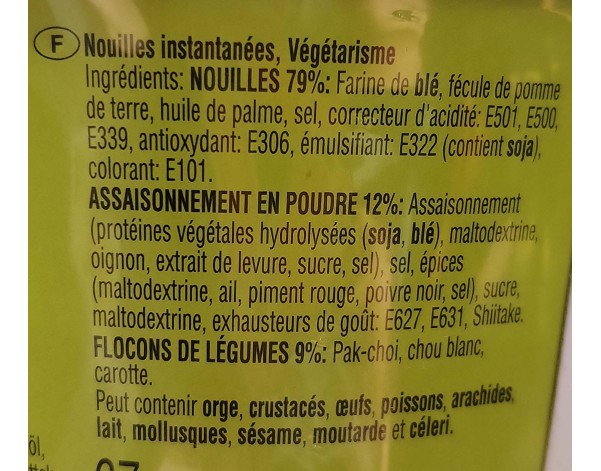 F Nouilles instantanées, Végétarisme
Ingrédients: NOUILLES 79%: Farine de blé, fécule de pomme
de terre, huile de palme, sel, correcteur d'acidité: E501, E500,
E339, antioxydant: E306, émulsifiant: E322 (contient soja),
colorant: E101.
ASSAISONNEMENT EN POUDRE 12%: Assaisonnement
(protéines végétales hydrolysées (soja, blé), maltodextrine,
oignon, extrait de levure, sucre, sel), sel, épices
(maltodextrine, ail, piment rouge, poivre noir, sel), sucre,
maltodextrine, exhausteurs de goût: E627, E631, Shiitake.
FLOCONS DE LÉGUMES 9%: Pak-choi, chou blanc,
carotte.
Peut contenir orge, crustacés, œufs, poissons, arachides,
lait, mollusques, sésame, moutarde et céleri.
öl,